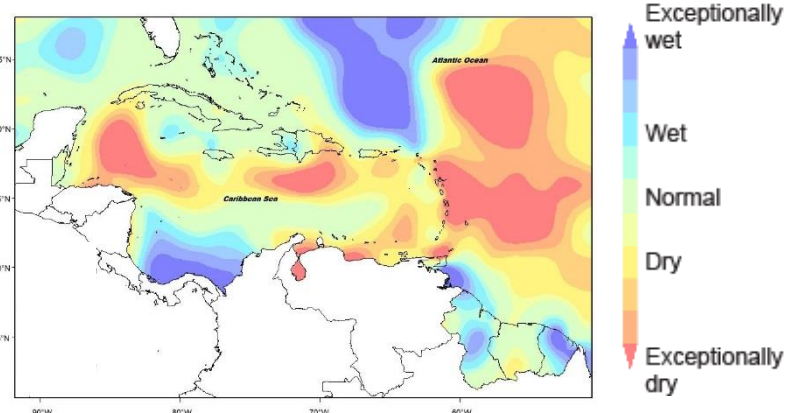 Atlantic Ocean
Caribbean Sea
90°W
80°W
70°W
60°W
Exceptionally
wet
Wet
Normal
Dry
Exceptionally
dry